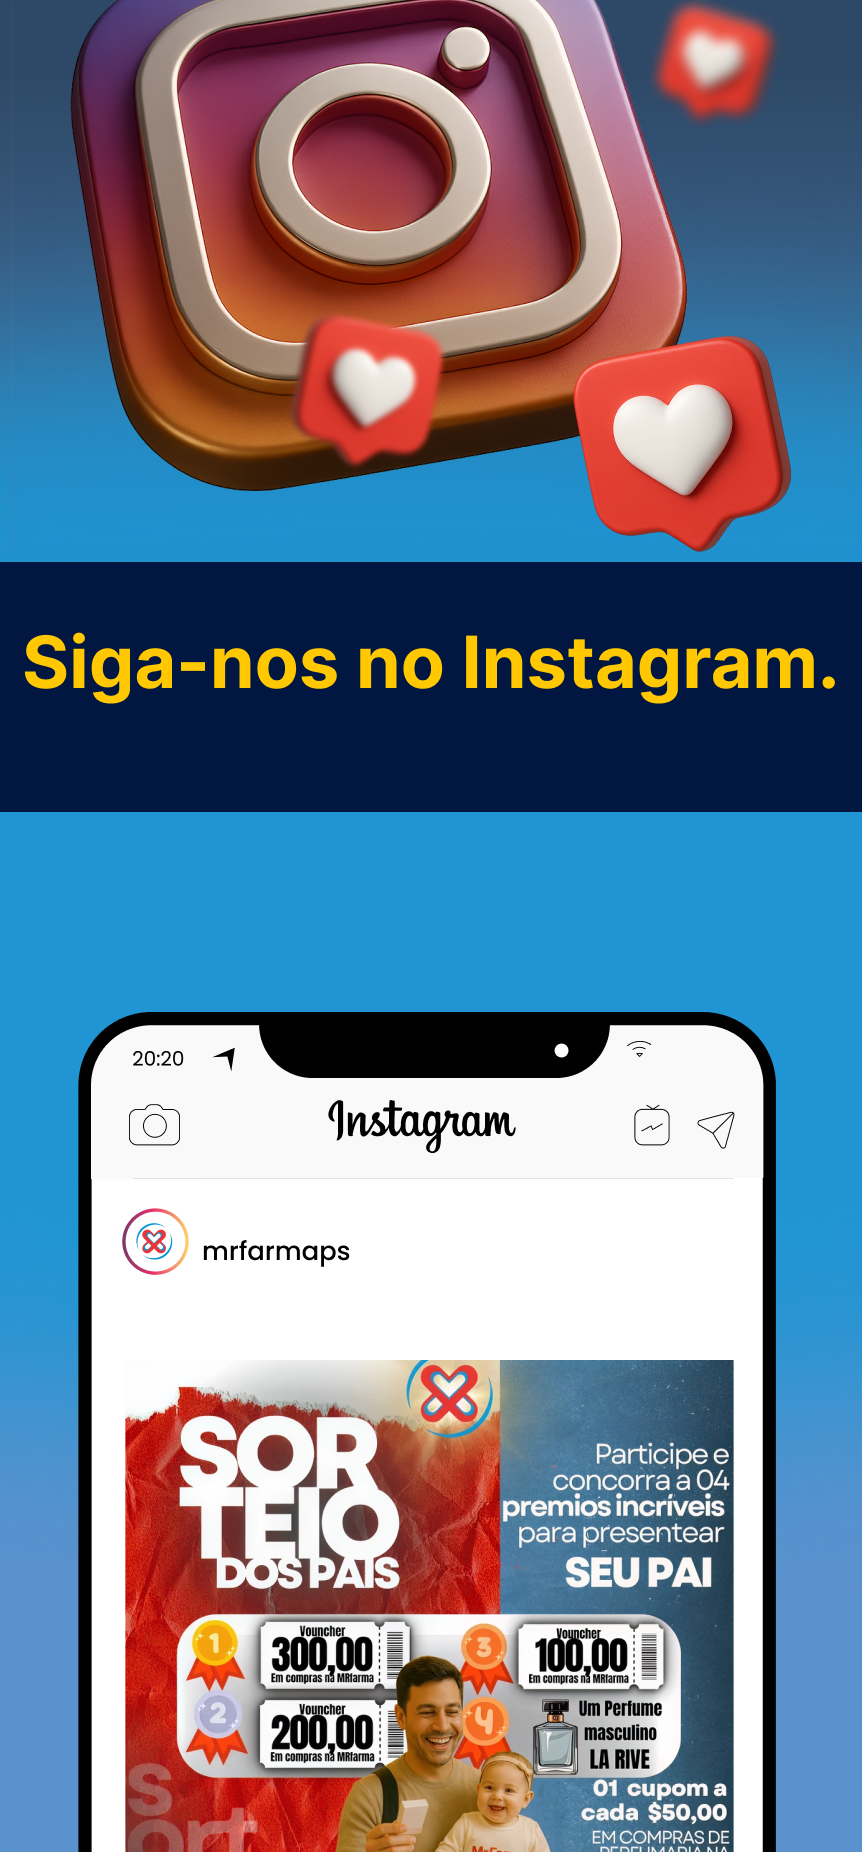 Siga-nos no Instagram.
20:20
Instagram
mrfarmaps
SOR
TEIO
DOS PAIS
Participe e
concorra a 04
premios incríveis
para presentear
SEU PAI
1
Vouncher
300,00
Em compras na MRfarma
3
Vouncher
100,00
Em compras na MRfarma
2
Vouncher
200,00
Em compras na MRfarma
4
Um Perfume
masculino
LA RIVE
01 cupom a
cada $50,00
EM COMPRAS DE
PERFUMARIA NA
s
ort